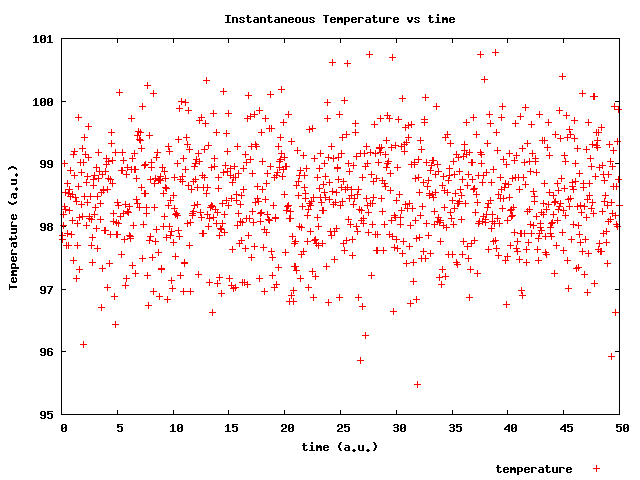 Instantaneous Temperature vs time
101
100
99
98
97
96
95
Temperature (a.u.)
0 5 10 15 20 25 30 35 40 45 50
time (a.u.)
temperature